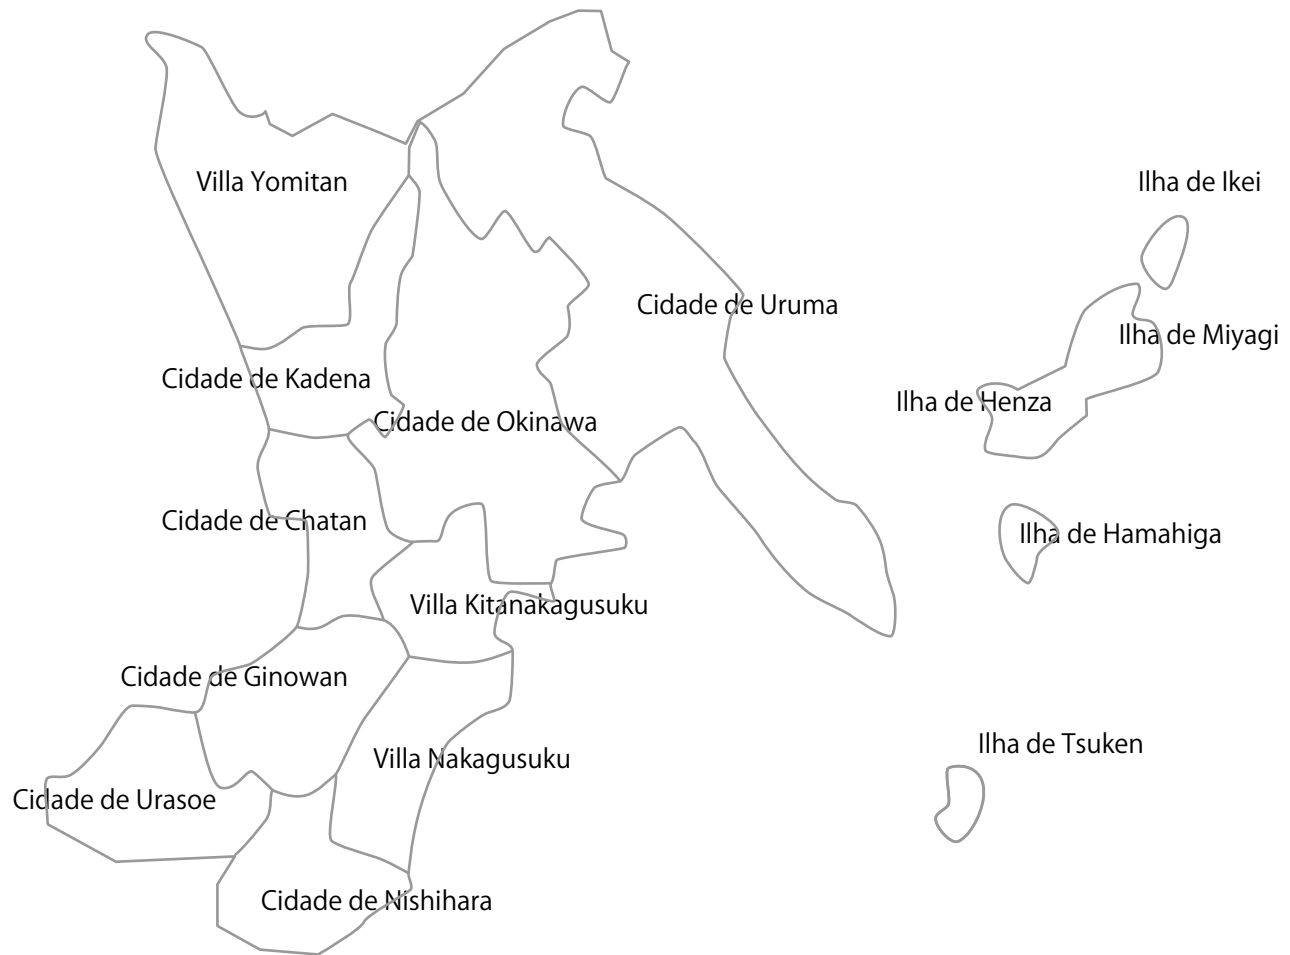 Villa Yomitan
Ilha de Ikei
Cidade de Uruma
Ilha de Miyagi
Cidade de Kadena
Ilha de Henza
Cidade de Okinawa
Cidade de Chatan
Ilha de Hamahiga
Villa Kitanakagusuku
Cidade de Ginowan
Ilha de Tsuken
Villa Nakagusuku
Cidade de Urasoe
Cidade de Nishihara